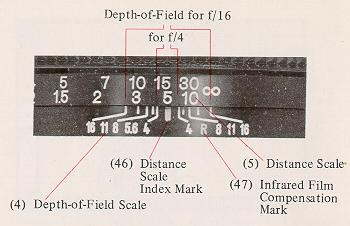 Depth-of-Field for f/16
for f/4
5 7 10 15 30 ∞
1.5 2 3 5 10
16 11 8 5.6 4 4 R 8 11 16
(46) Distance Scale Index Mark
(5) Distance Scale
(47) Infrared Film Compensation Mark
(4) Depth-of-Field Scale